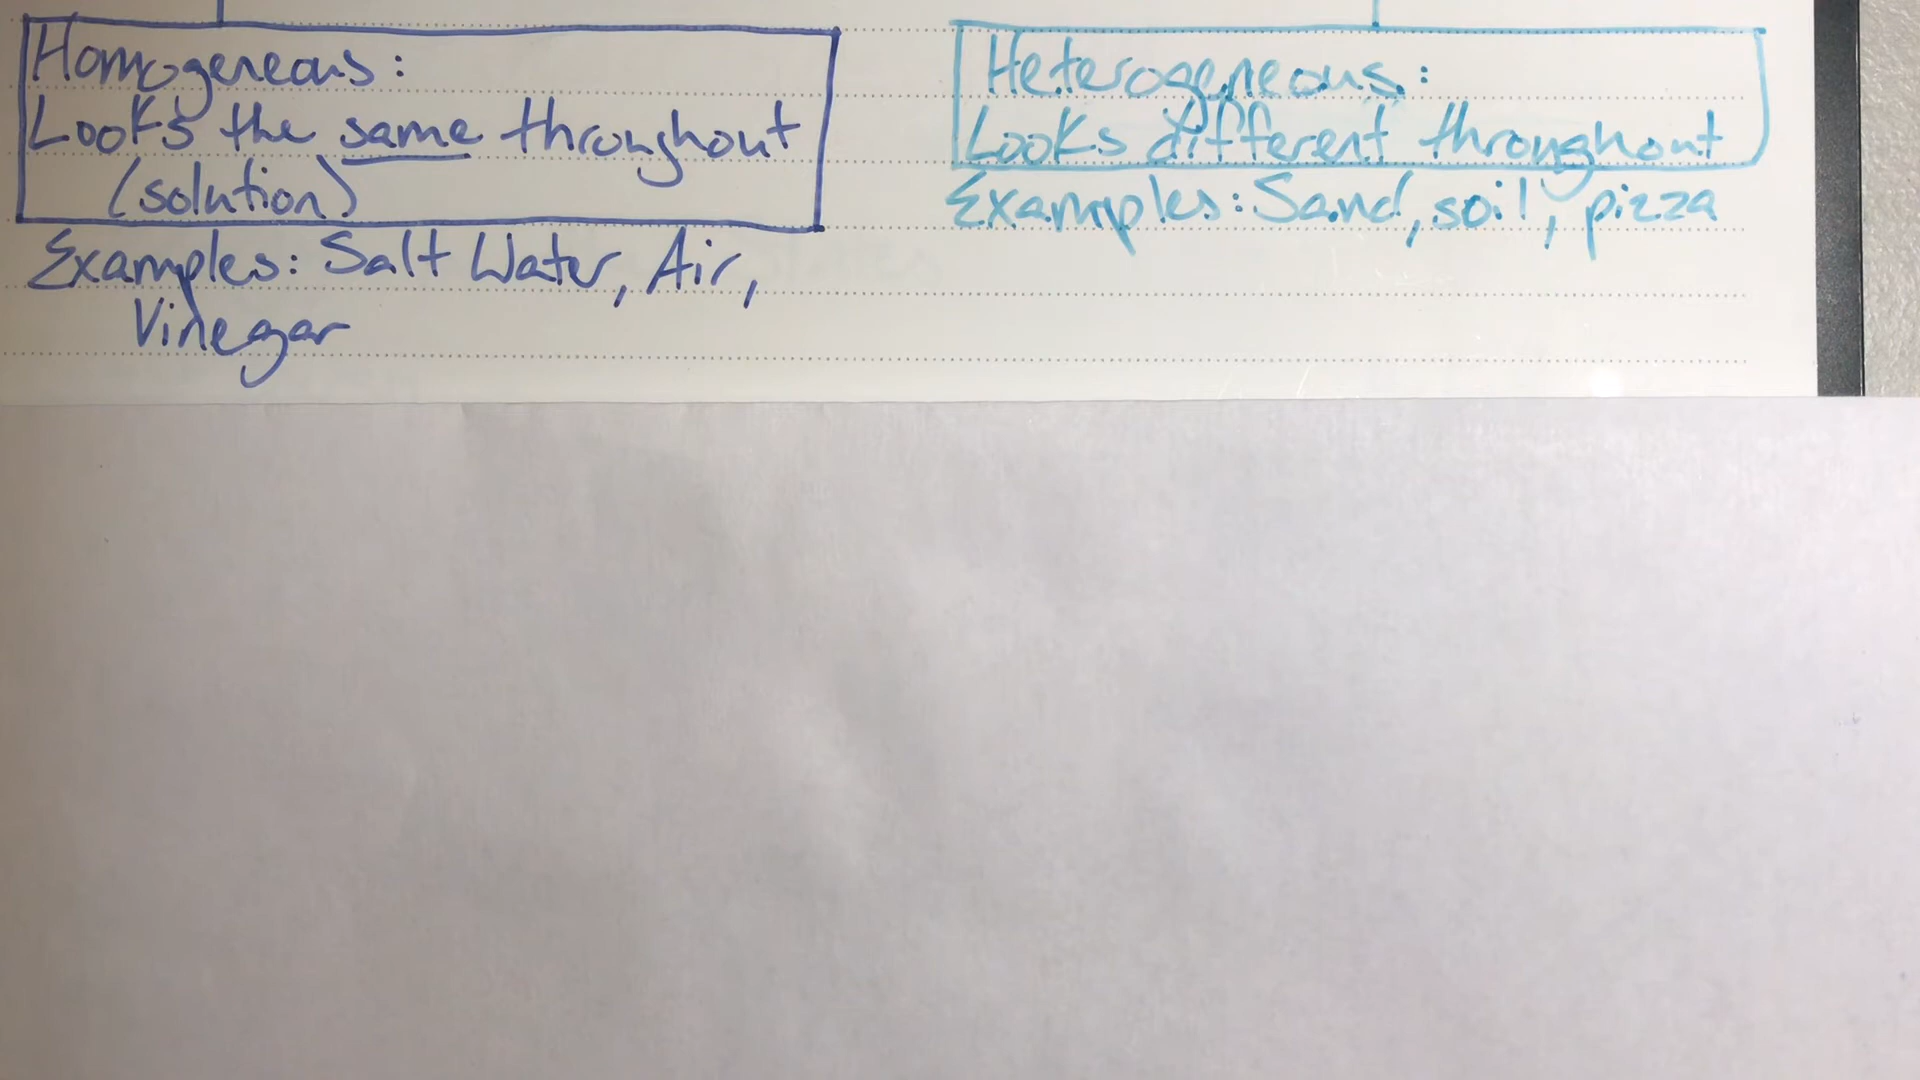 Homogeneous:
Looks the same throughout
(solution)
Examples: Salt Water, Air,
Vinegar
Heterogeneous:
Looks different throughout
Examples: Sand, soil, pizza